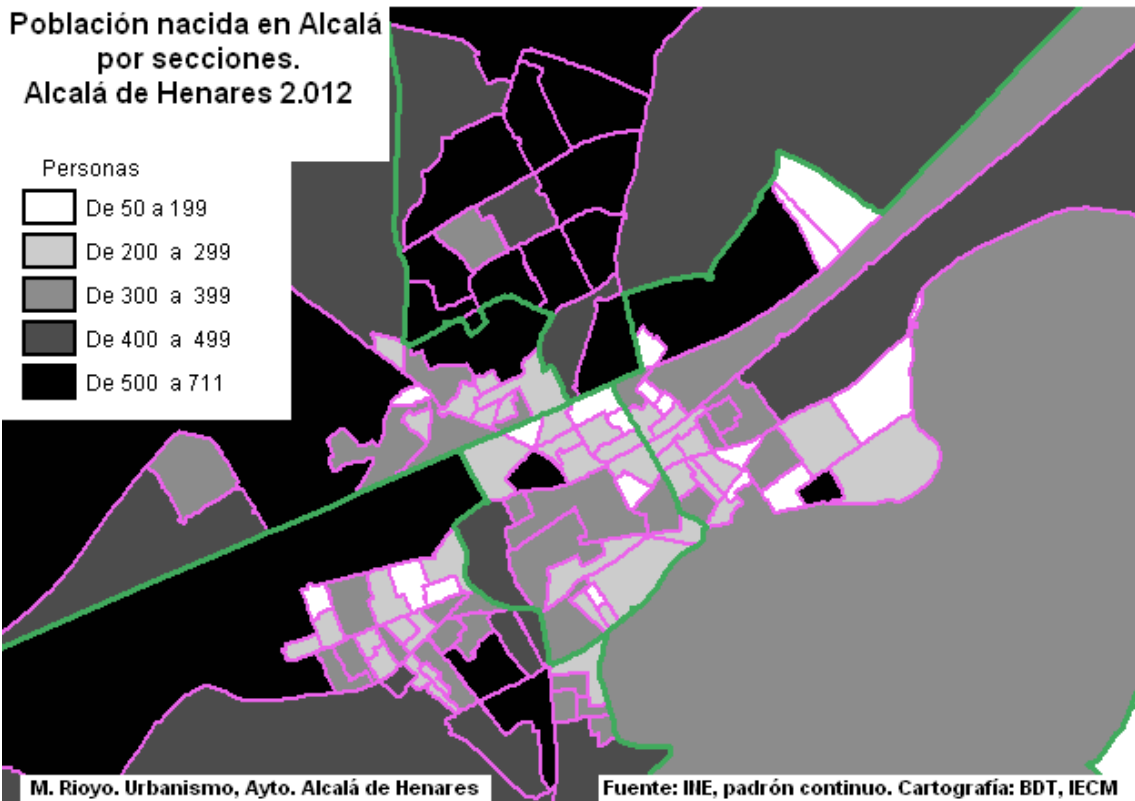 Población nacida en Alcalá
por secciones.
Alcalá de Henares 2.012
Personas
De 50 a 199
De 200 a 299
De 300 a 399
De 400 a 499
De 500 a 711
M. Rioyo. Urbanismo, Ayto. Alcalá de Henares
Fuente: INE, padrón continuo. Cartografía: BDT, IECM